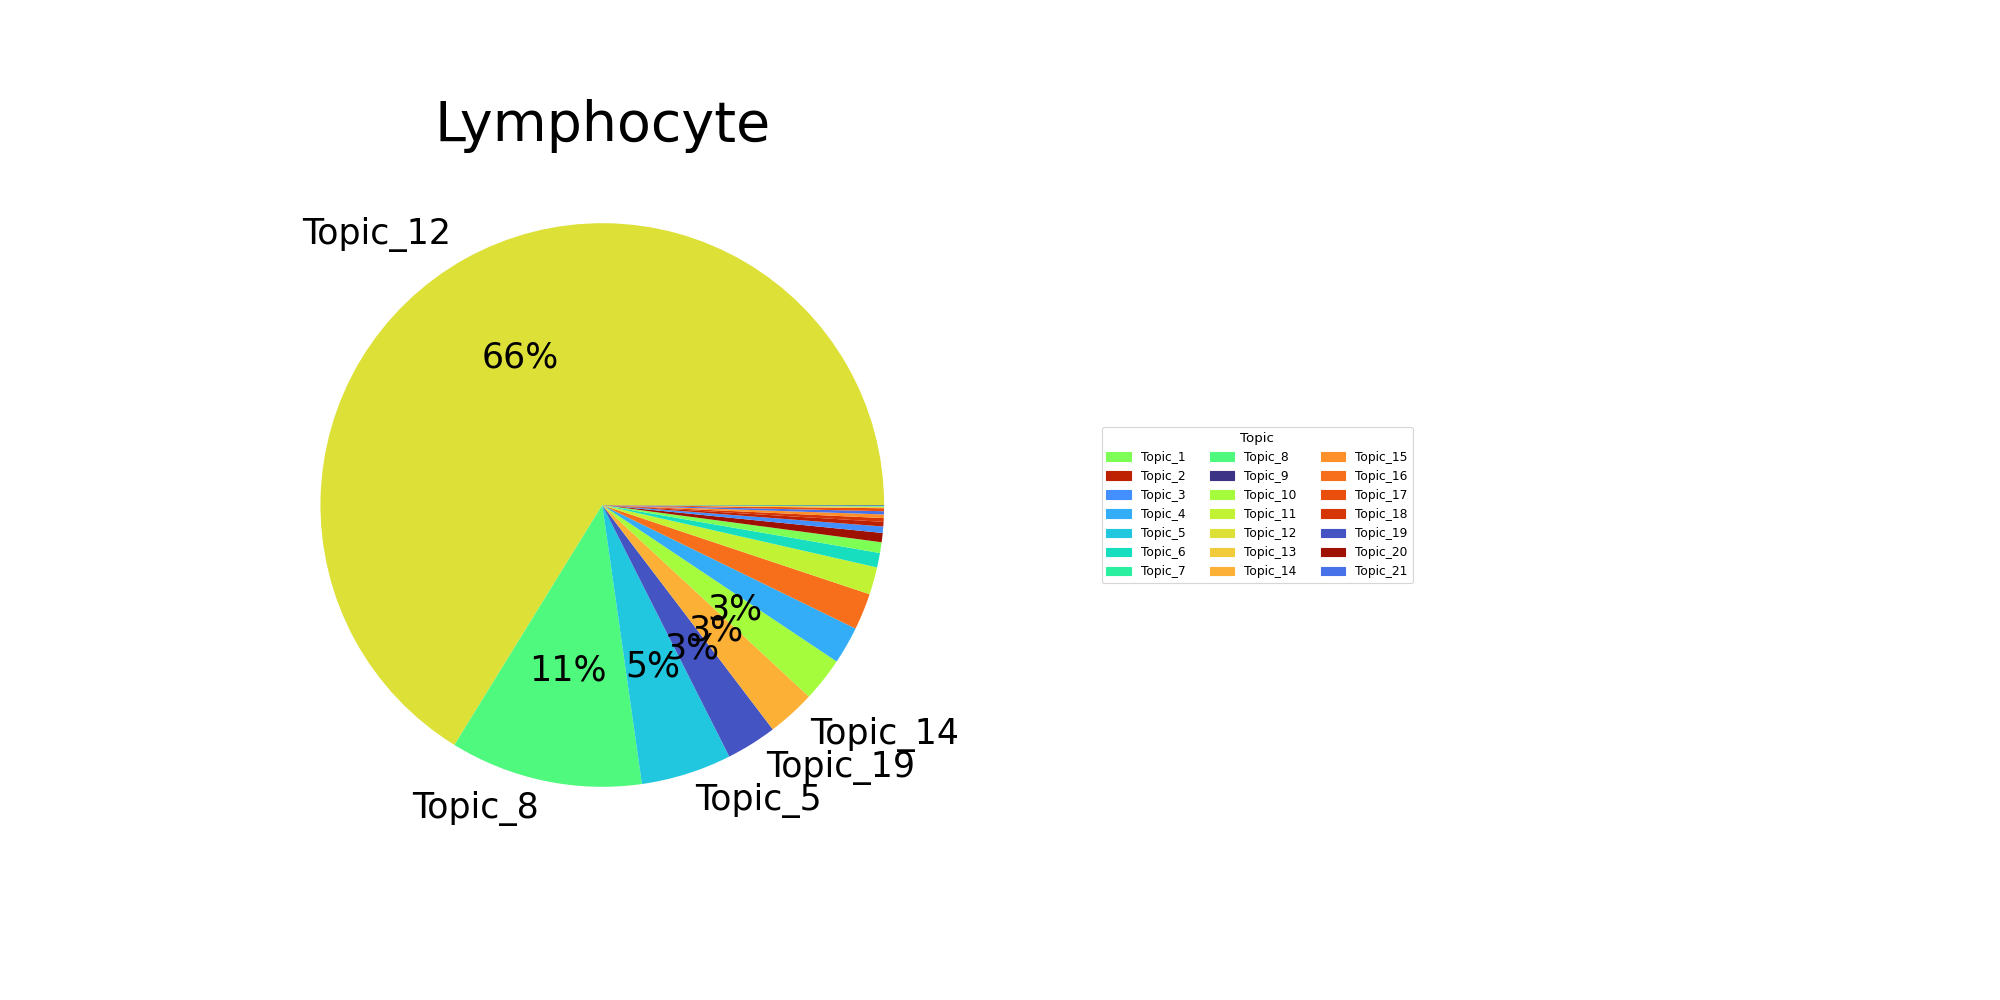 Lymphocyte
Topic_12
66%
11%
5%
3%
3%
3%
Topic_14
Topic_19
Topic_5
Topic_8
Topic
Topic_1 Topic_8 Topic_15
Topic_2 Topic_9 Topic_16
Topic_3 Topic_10 Topic_17
Topic_4 Topic_11 Topic_18
Topic_5 Topic_12 Topic_19
Topic_6 Topic_13 Topic_20
Topic_7 Topic_14 Topic_21